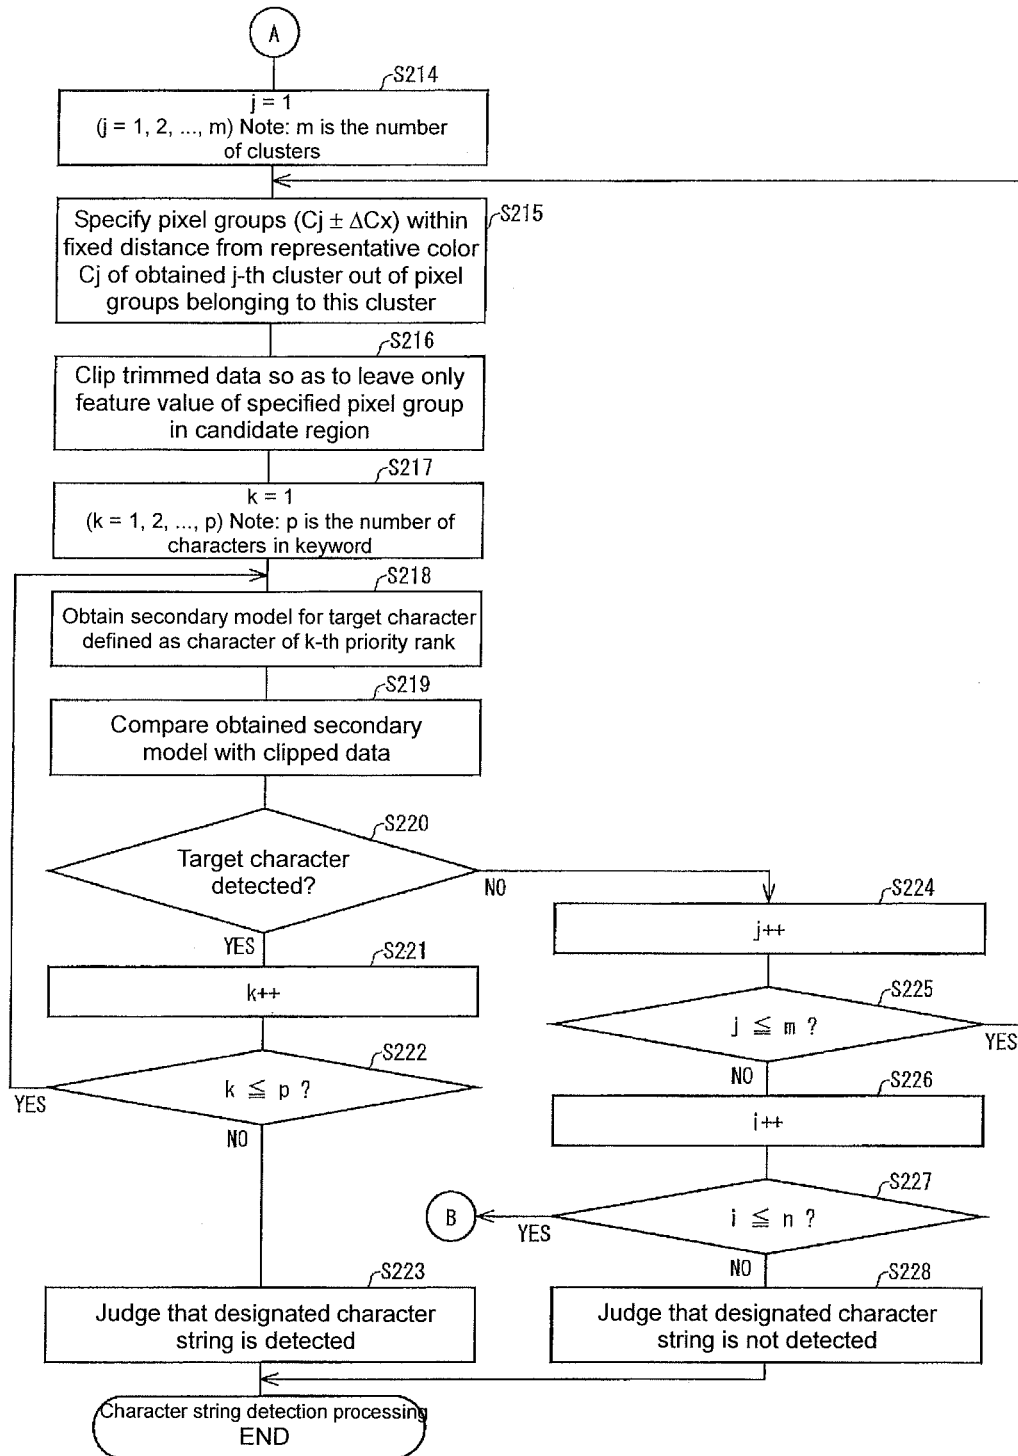 A
S214
j = 1
(j = 1, 2, ..., m) Note: m is the number
of clusters
S215
Specify pixel groups (Cj ± ΔCx) within
fixed distance from representative color
Cj of obtained j-th cluster out of pixel
groups belonging to this cluster
S216
Clip trimmed data so as to leave only
feature value of specified pixel group
in candidate region
S217
k = 1
(k = 1, 2, ..., p) Note: p is the number of
characters in keyword
S218
Obtain secondary model for target character
defined as character of k-th priority rank
S219
Compare obtained secondary
model with clipped data
S220
Target character
detected?
NO
YES
S221
k++
S222
k ≦ p ?
YES
NO
S223
Judge that designated character
string is detected
S224
j++
S225
j ≦ m ?
YES
NO
S226
i++
S227
i ≦ n ?
YES
B
NO
S228
Judge that designated character
string is not detected
Character string detection processing
END